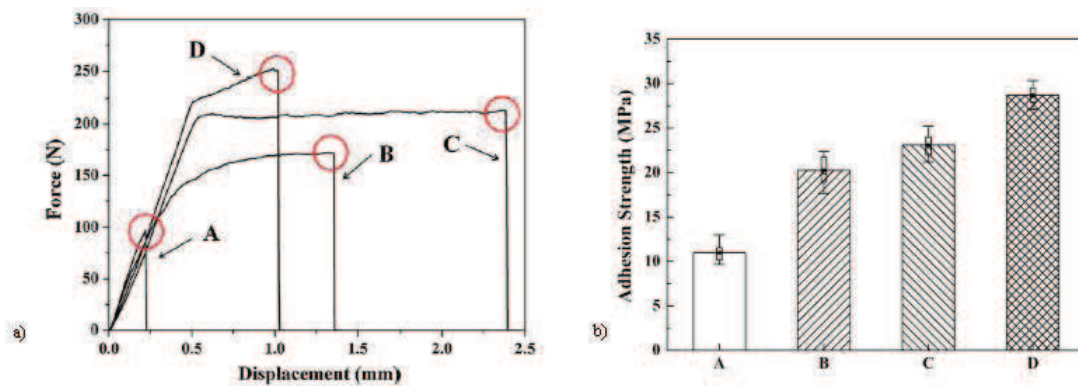 300
250
200
150
100
50
0
Force (N)
0.0 0.5 1.0 1.5 2.0 2.5
Displacement (mm)
D
B
C
A
a)
35
30
25
20
15
10
5
0
Adhesion Strength (MPa)
A B C D
b)